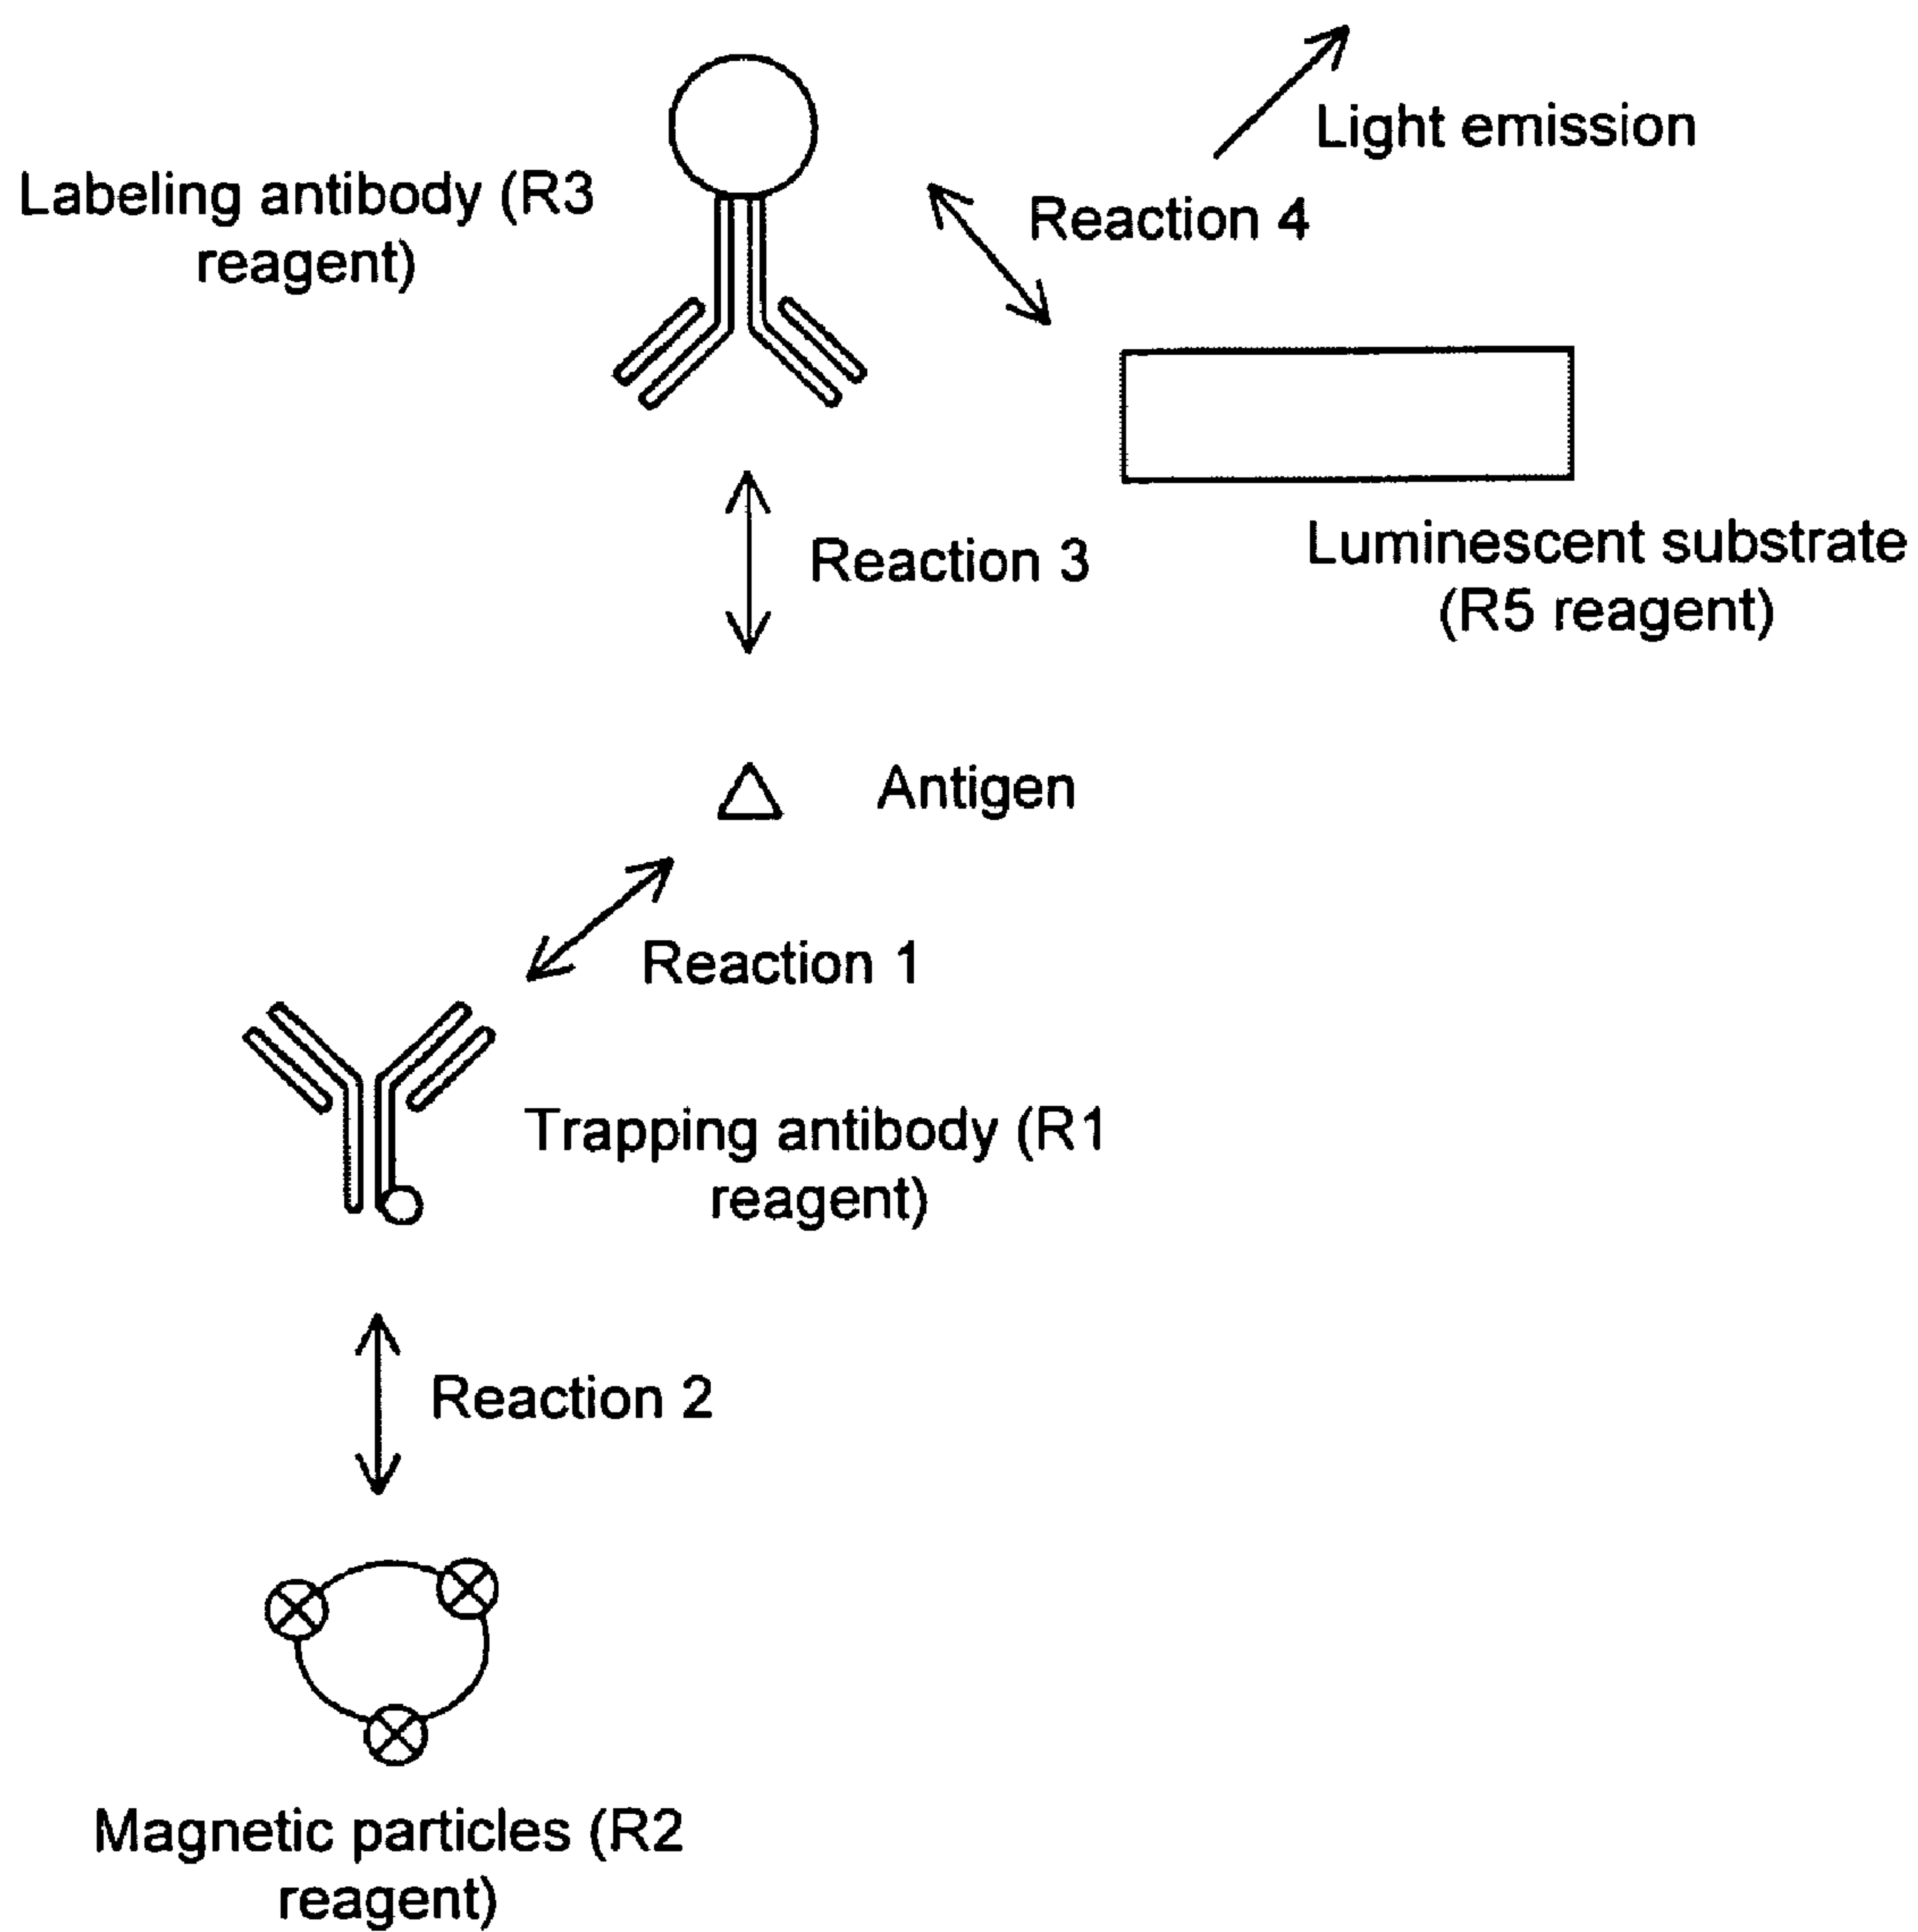 Light emission
Labeling antibody (R3
reagent)
Reaction 4
Luminescent substrate
(R5 reagent)
Reaction 3
Antigen
Reaction 1
Trapping antibody (R1
reagent)
Reaction 2
Magnetic particles (R2
reagent)